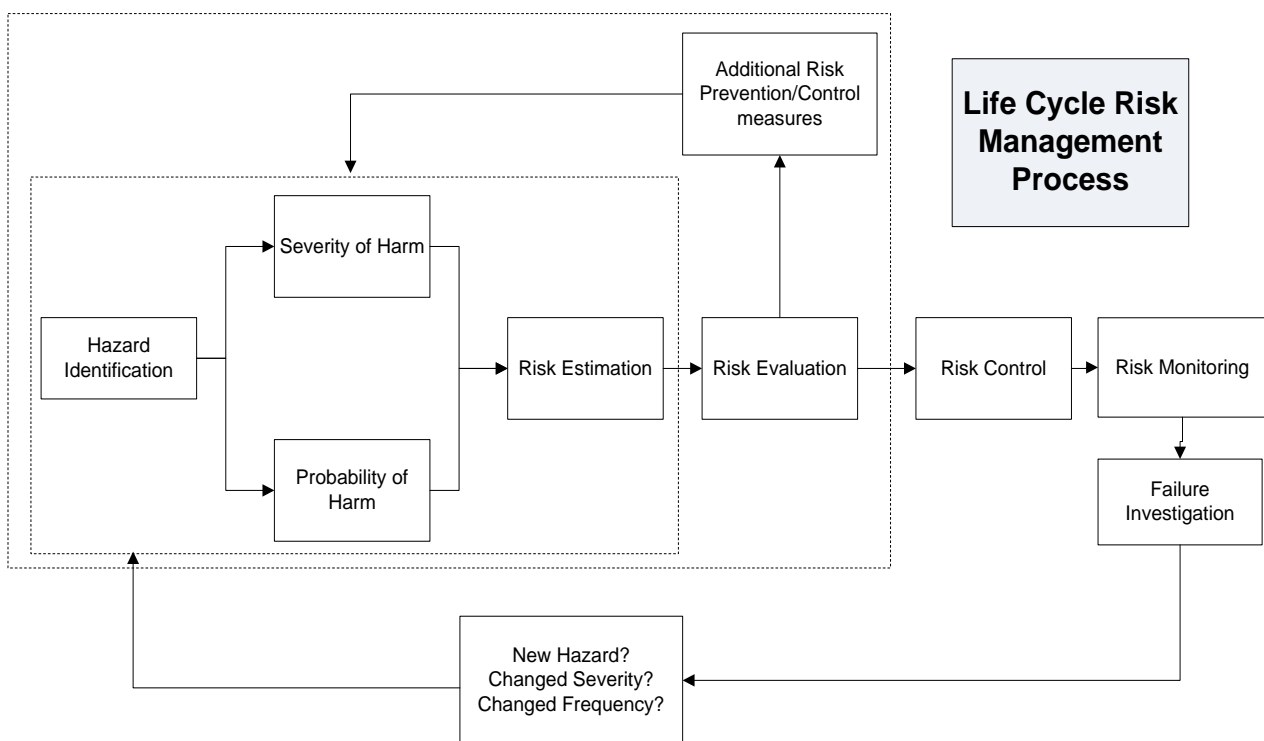 Additional Risk
Prevention/Control
measures
Life Cycle Risk
Management
Process
Severity of Harm
Hazard
Identification
Risk Estimation
Risk Evaluation
Risk Control
Risk Monitoring
Probability of
Harm
Failure
Investigation
New Hazard?
Changed Severity?
Changed Frequency?